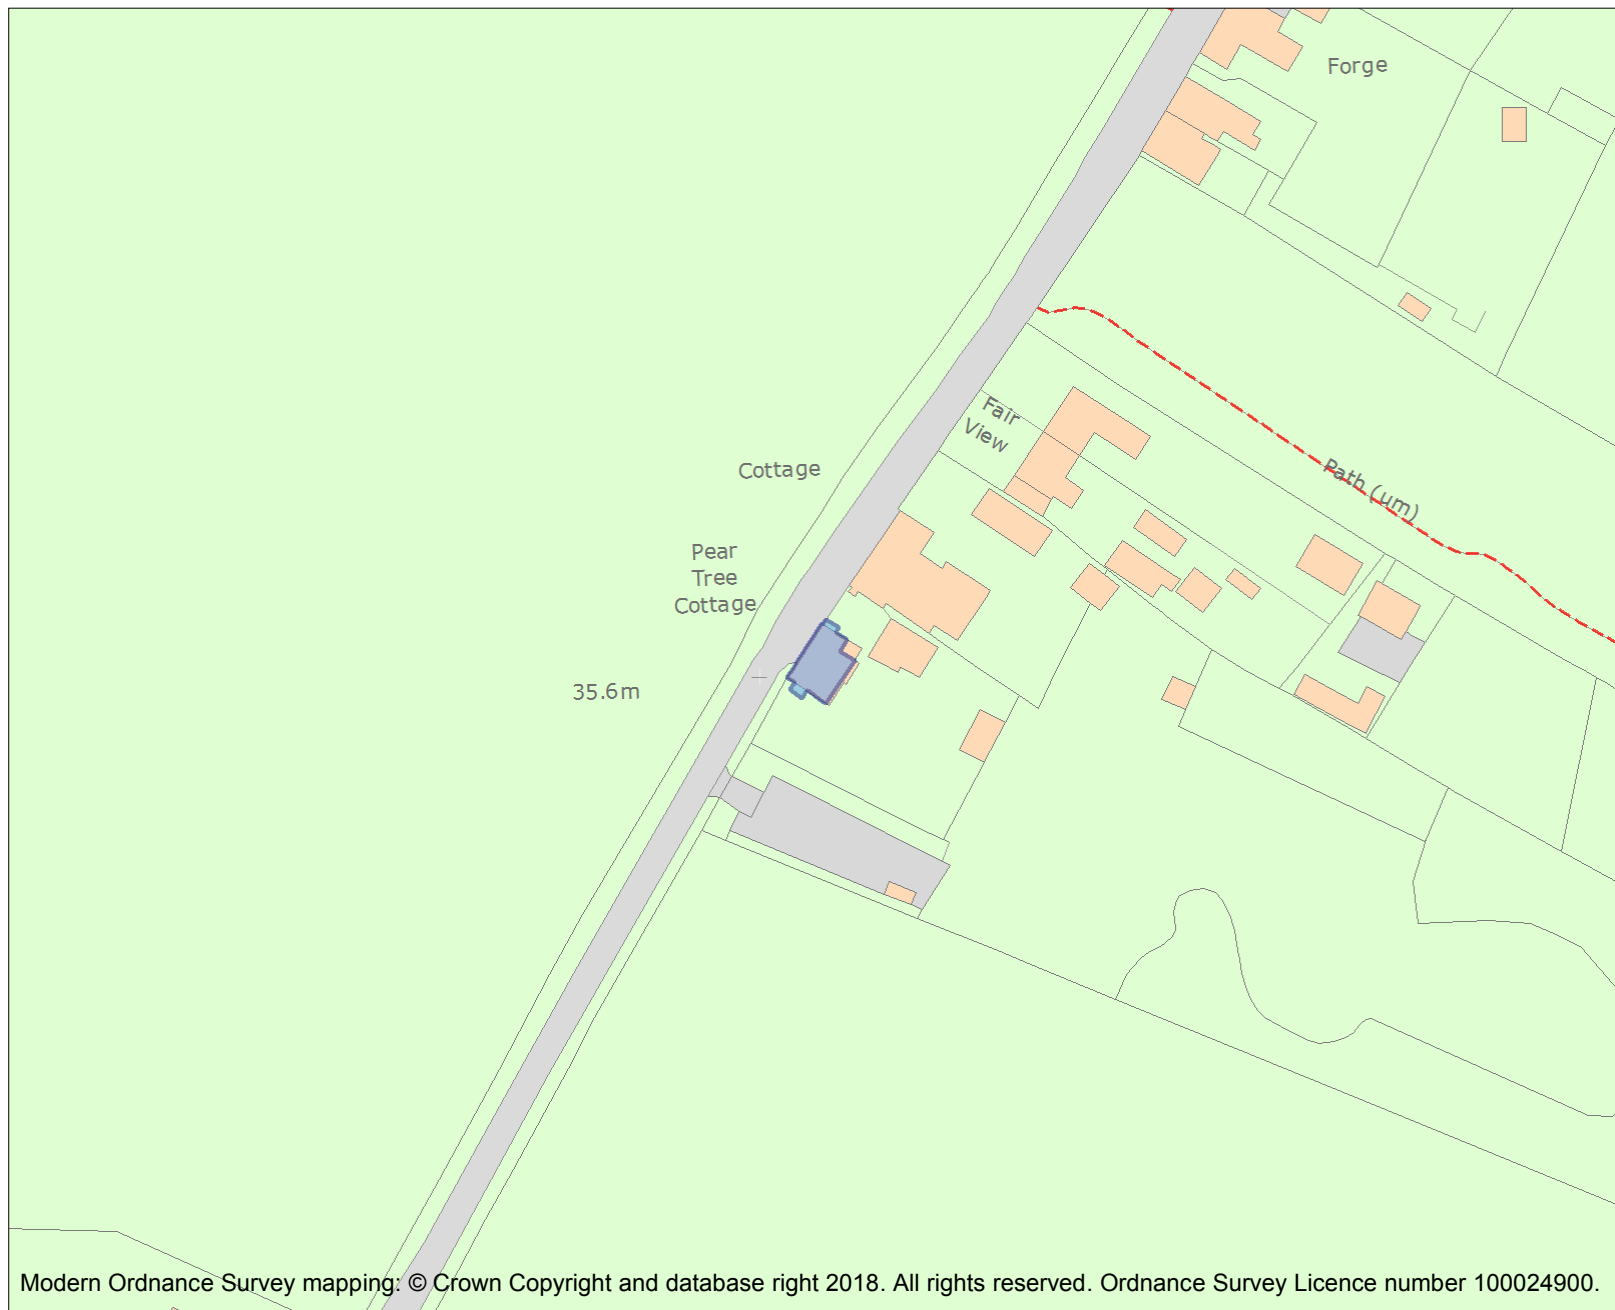 Forge
Fair
View
Path (um)
Cottage
Pear
Tree
Cottage
35.6m
Modern Ordnance Survey mapping: © Crown Copyright and database right 2018. All rights reserved. Ordnance Survey Licence number 100024900.